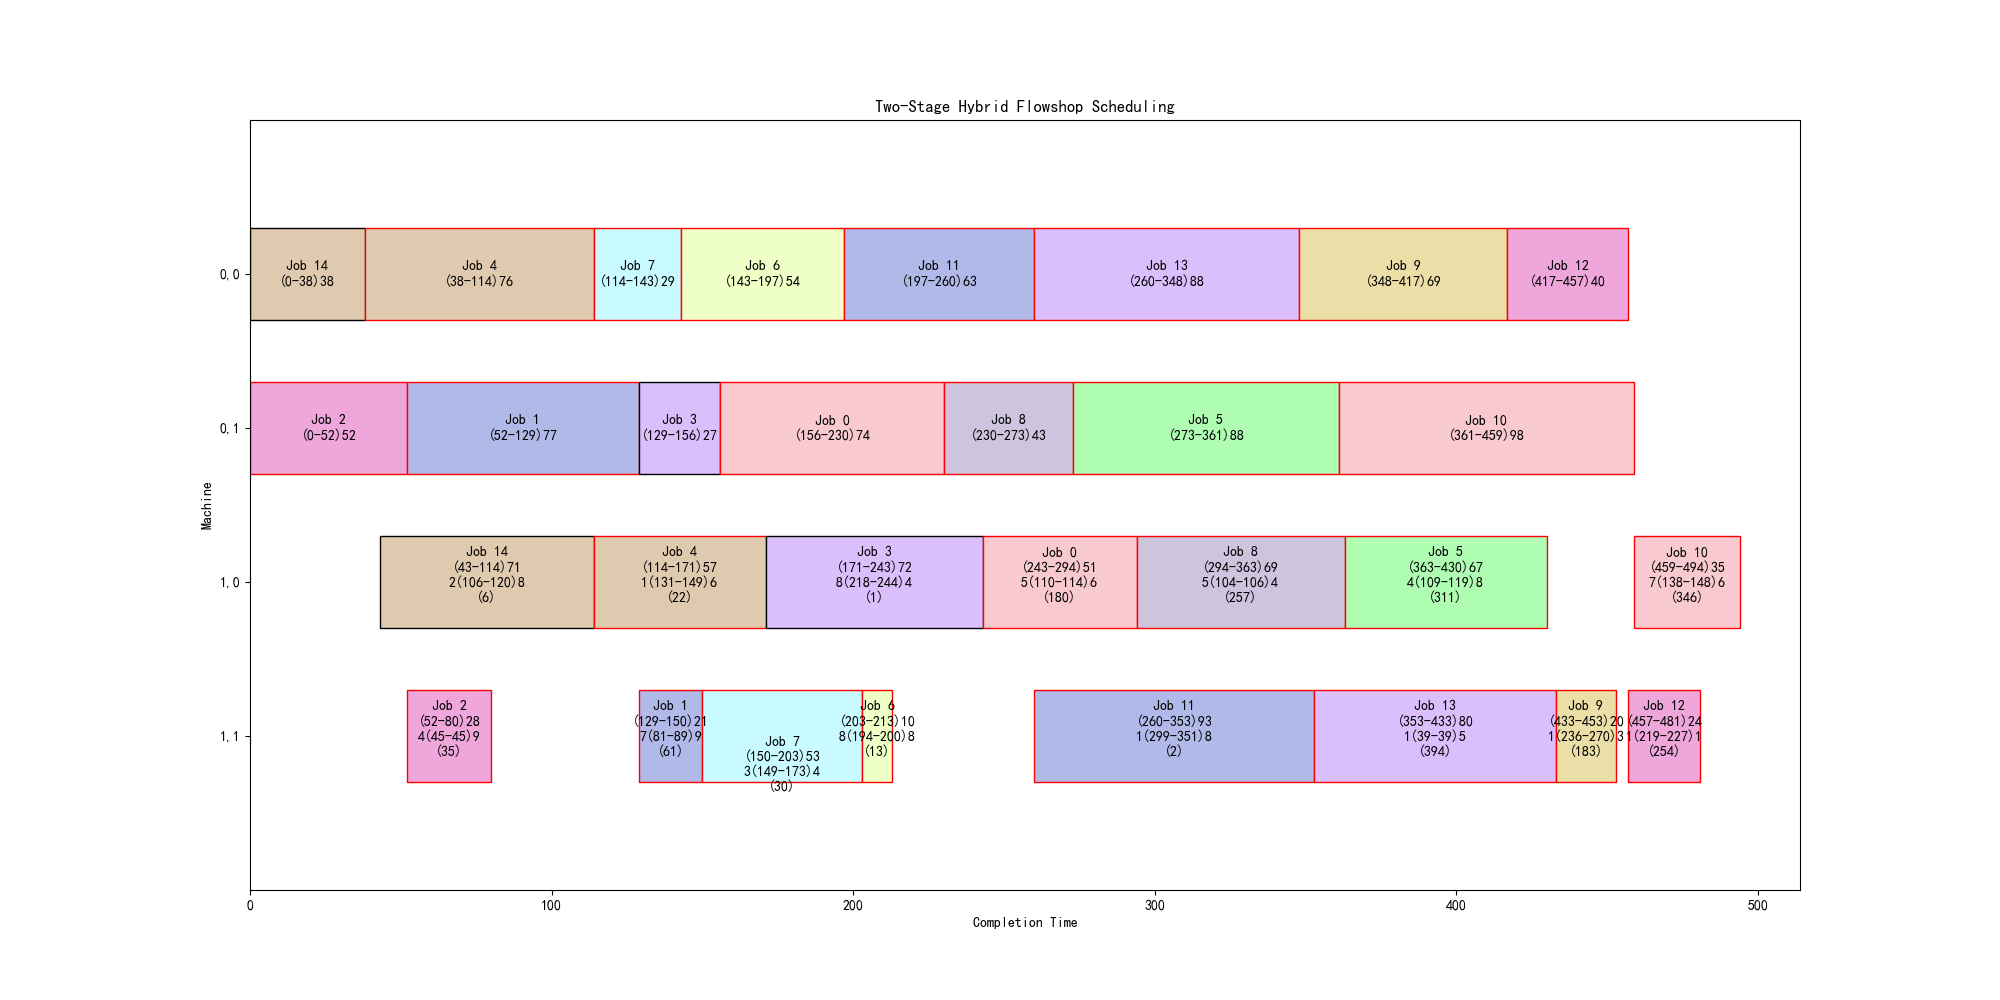 Two-Stage Hybrid Flowshop Scheduling
Machine
0,0
Job 14
(0-38)38
Job 4
(38-114)76
Job 7
(114-143)29
Job 6
(143-197)54
Job 11
(197-260)63
Job 13
(260-348)88
Job 9
(348-417)69
Job 12
(417-457)40
0,1
Job 2
(0-52)52
Job 1
(52-129)77
Job 3
(129-156)27
Job 0
(156-230)74
Job 8
(230-273)43
Job 5
(273-361)88
Job 10
(361-459)98
1,0
Job 14
(43-114)71
2(106-120)8
(6)
Job 4
(114-171)57
1(131-149)6
(22)
Job 3
(171-243)72
8(218-244)4
(1)
Job 0
(243-294)51
5(110-114)6
(180)
Job 8
(294-363)69
5(104-106)4
(257)
Job 5
(363-430)67
4(109-119)8
(311)
Job 10
(459-494)35
7(138-148)6
(346)
1,1
Job 2
(52-80)28
4(45-45)9
(35)
Job 1
(129-150)21
7(81-89)9
(61)
Job 7
(150-203)53
3(149-173)4
(30)
Job 6
(203-213)10
8(194-200)8
(13)
Job 11
(260-353)93
1(299-351)8
(2)
Job 13
(353-433)80
1(39-39)5
(394)
Job 9
(433-453)20
1(236-270)3
(183)
Job 12
(457-481)24
1(219-227)1
(254)
0
100
200
300
400
500
Completion Time